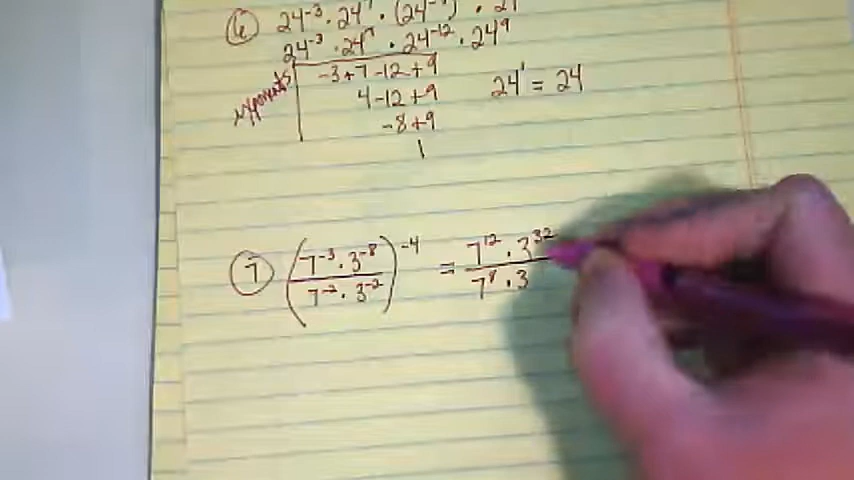 ⑥ 24⁻³ · 24⁷ · (24⁻
24⁻³ · 24⁷ · 24⁻¹² · 24⁹
exponents
-3+7-12+9
4-12+9
24¹ = 24
-8+9
1
⑦ (7⁻³ · 3⁻⁸ / 7⁻² · 3⁻²)⁻⁴ = 7¹² · 3³² / 7⁸ · 3